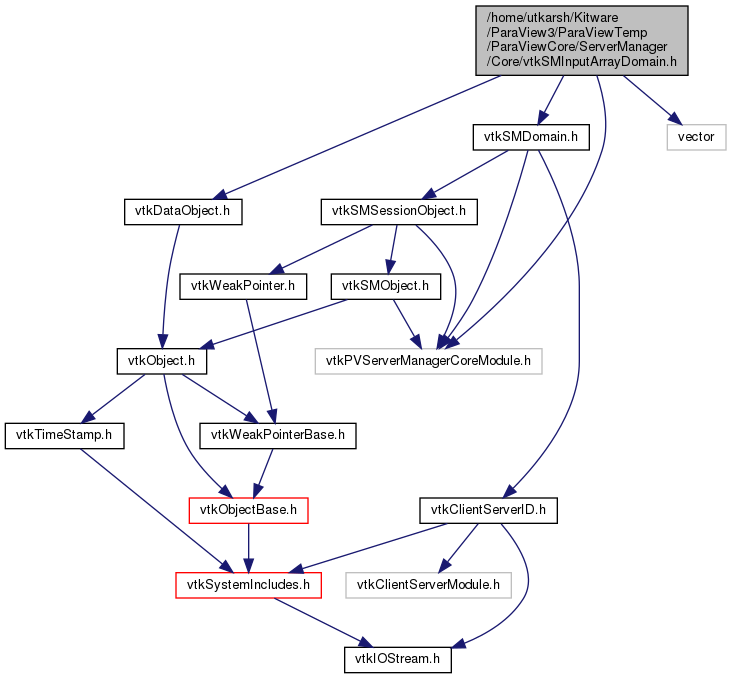 /home/utkarsh/Kitware
/ParaView3/ParaViewTemp
/ParaViewCore/ServerManager
/Core/vtkSMInputArrayDomain.h
vtkSMDomain.h
vector
vtkDataObject.h
vtkSMSessionObject.h
vtkWeakPointer.h
vtkSMObject.h
vtkObject.h
vtkPVServerManagerCoreModule.h
vtkTimeStamp.h
vtkWeakPointerBase.h
vtkObjectBase.h
vtkClientServerID.h
vtkSystemIncludes.h
vtkClientServerModule.h
vtkIOStream.h